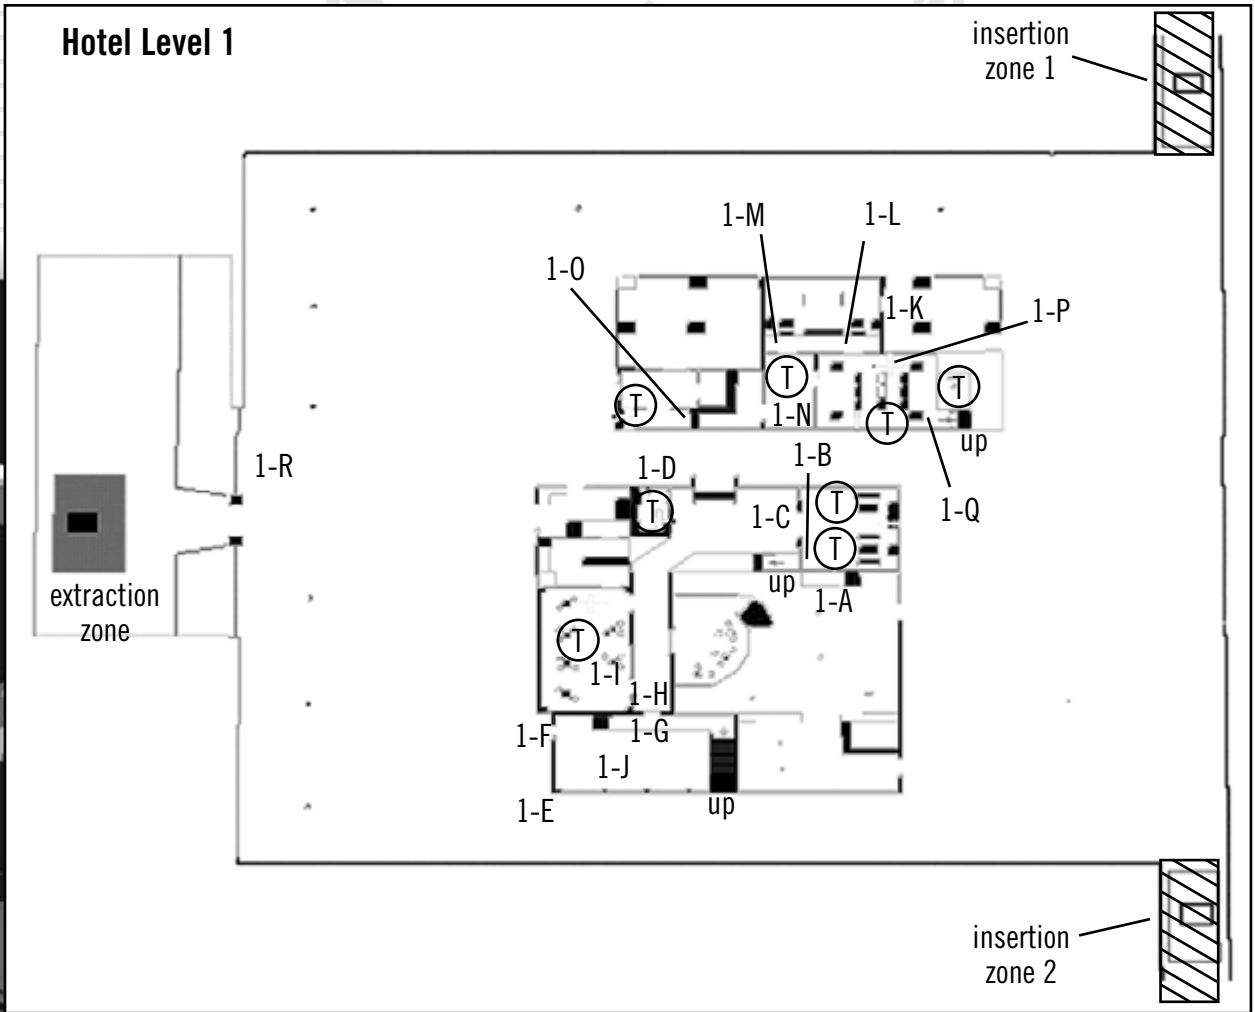 Hotel Level 1
insertion
zone 1
1-M
1-L
1-O
1-K
1-P
T
T
T
1-N
T
up
1-B
1-D
1-R
1-C
T
T
1-Q
T
up
extraction
zone
1-A
T
1-I
1-H
1-F
1-G
1-J
1-E
up
insertion
zone 2